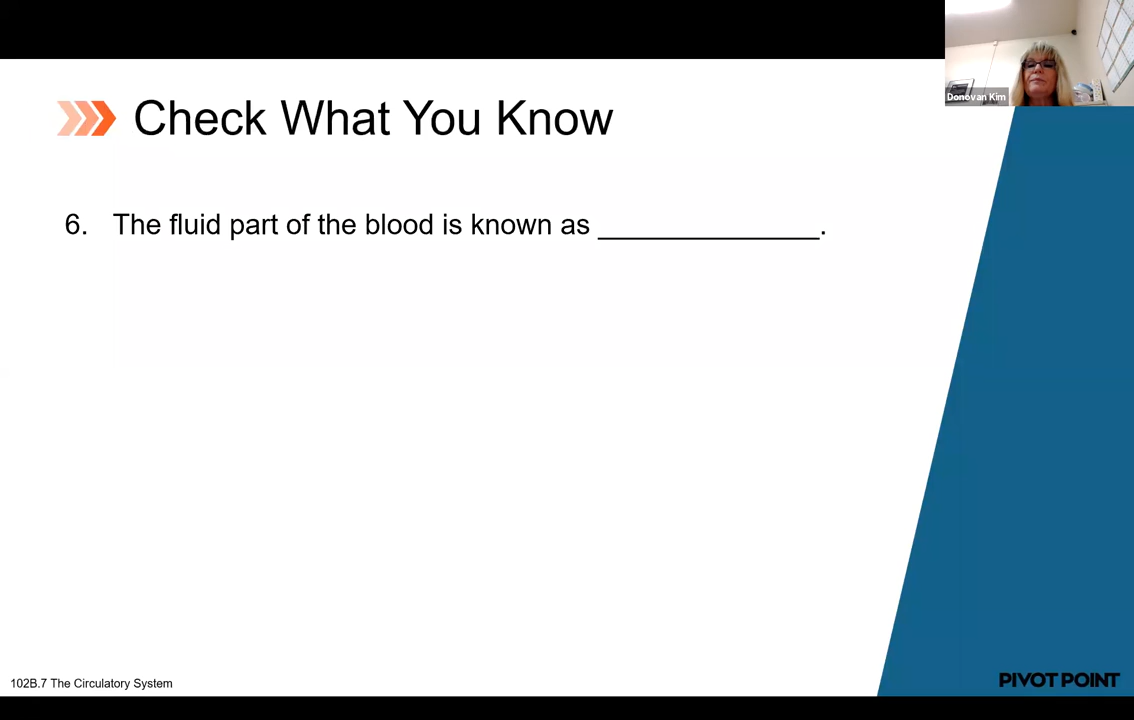 Donovan Kim
Check What You Know
6. The fluid part of the blood is known as ______________.
102B.7 The Circulatory System
PIVOT POINT